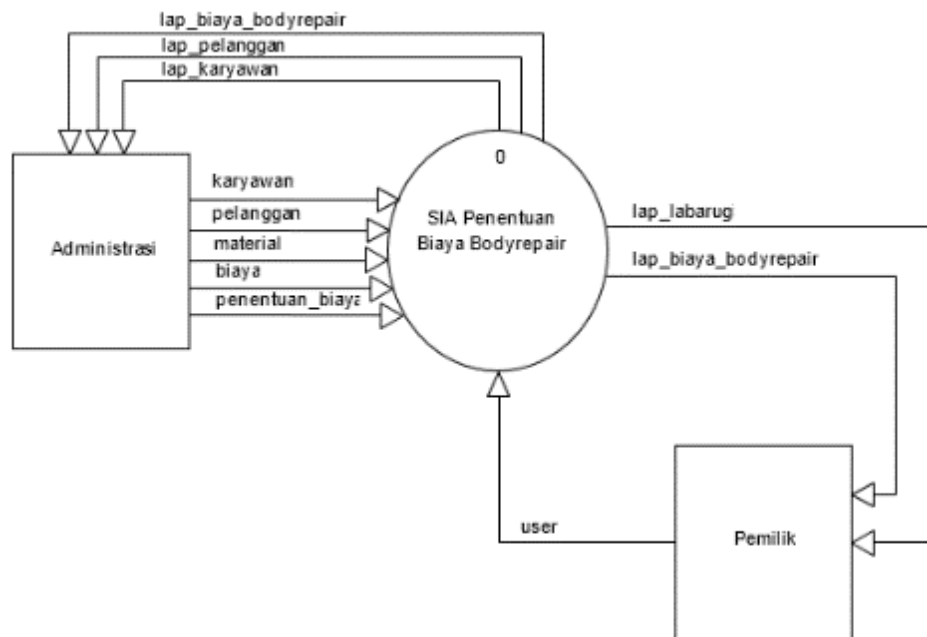 lap_biaya_bodyrepair
lap_pelanggan
lap_karyawan
0
karyawan
pelanggan
material
biaya
penentuan_biaya
Administrasi
SIA Penentuan
Biaya Bodyrepair
lap_labarugi
lap_biaya_bodyrepair
user
Pemilik